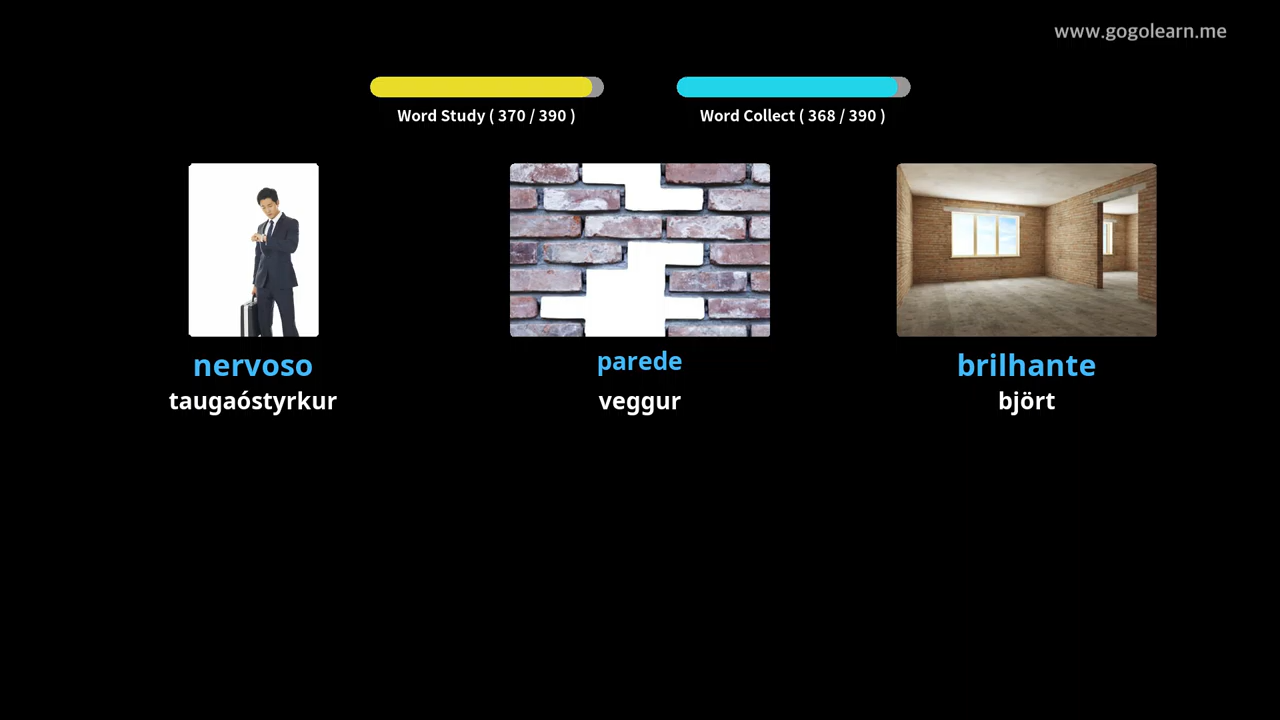 www.gogolearn.me
Word Study ( 370 / 390 )
Word Collect ( 368 / 390 )
nervoso
taugaóstyrkur
parede
veggur
brilhante
björt